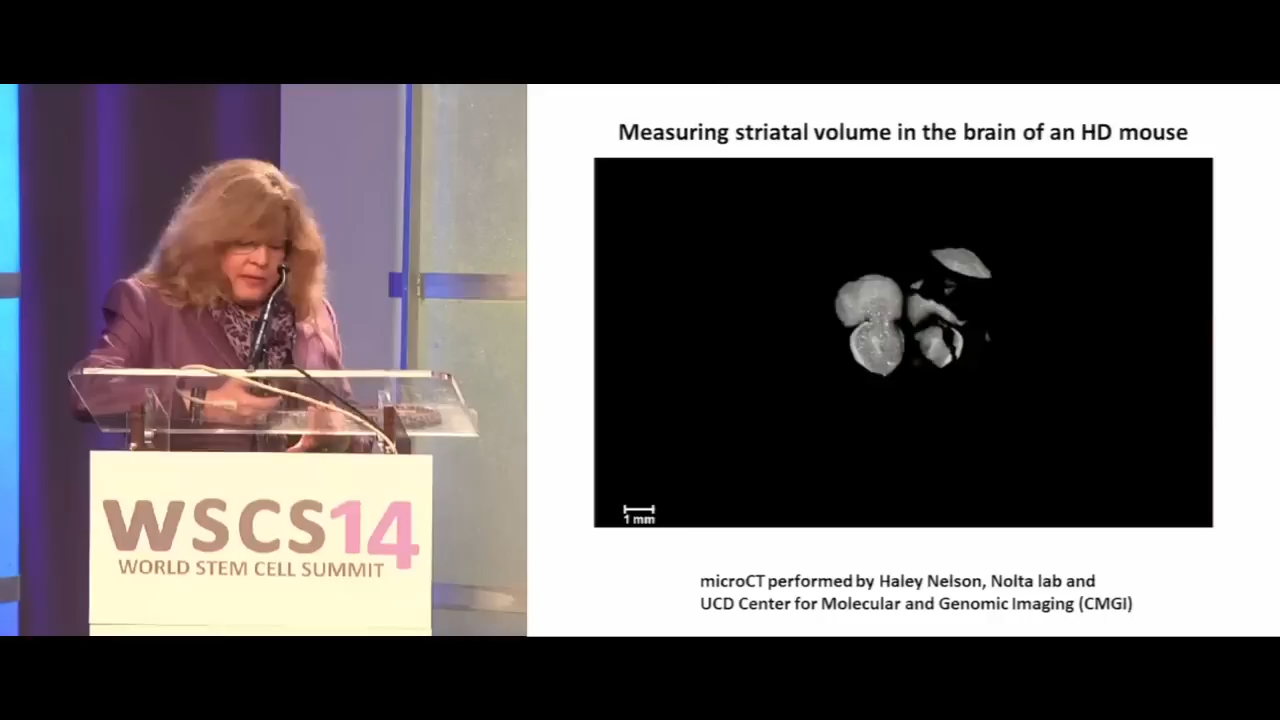 Measuring striatal volume in the brain of an HD mouse
1 mm
microCT performed by Haley Nelson, Nolta lab and
UCD Center for Molecular and Genomic Imaging (CMGI)
WSCS14
WORLD STEM CELL SUMMIT